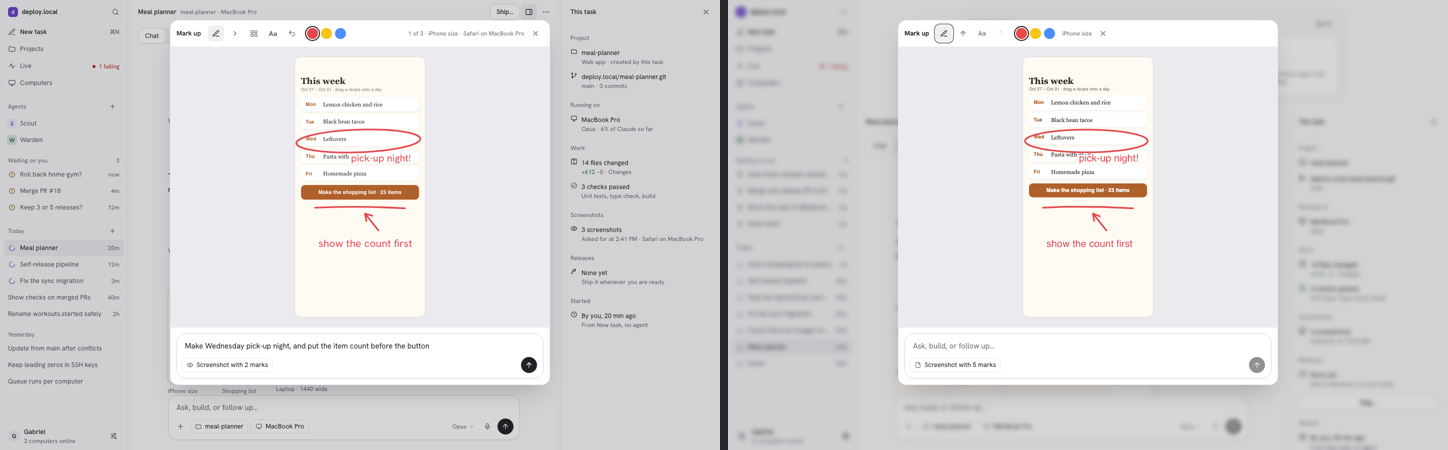 deploy.local
New task
⌘N
Projects
Live
1 failing
Computers
Agents
Scout
Warden
Waiting on you
3
Roll back home-gym?
now
Merge PR #18
4m
Keep 3 or 5 releases?
12m
Today
Meal planner
20m
Self-release pipeline
12m
Fix the sync migration
3m
Show checks on merged PRs
40m
Rename workouts.started safely
2h
Yesterday
Update from main after conflicts
Keep leading zeros in SSH keys
Queue runs per computer
Gabriel
3 computers online
Meal planner
meal-planner · MacBook Pro
Ship...
Chat
Mark up
Aa
1 of 3 · iPhone size · Safari on MacBook Pro
This week
Oct 27 – Oct 31 · drag a recipe onto a day
Mon
Lemon chicken and rice
Tue
Black bean tacos
Wed
Leftovers
Thu
Pasta with
pick-up night!
Fri
Homemade pizza
Make the shopping list · 23 items
show the count first
Make Wednesday pick-up night, and put the item count before the button
Screenshot with 2 marks
iPhone size
Shopping list
Laptop · 1440 wide
Ask, build, or follow up...
meal-planner
MacBook Pro
Opus
This task
Project
meal-planner
Web app · created by this task
deploy.local/meal-planner.git
main · 3 commits
Running on
MacBook Pro
Opus · 6% of Claude so far
Work
14 files changed
+612 -0 · Changes
3 checks passed
Unit tests, type check, build
Screenshots
3 screenshots
Asked for at 2:41 PM · Safari on MacBook Pro
Releases
None yet
Ship it whenever you are ready
Started
By you, 20 min ago
From New task, no agent
Mark up
Aa
iPhone size
This week
Oct 27 – Oct 31 · drag a recipe onto a day
Mon
Lemon chicken and rice
Tue
Black bean tacos
Wed
Leftovers
Thu
Pasta with
pick-up night!
Fri
Homemade pizza
Make the shopping list · 23 items
show the count first
Ask, build, or follow up...
Screenshot with 5 marks